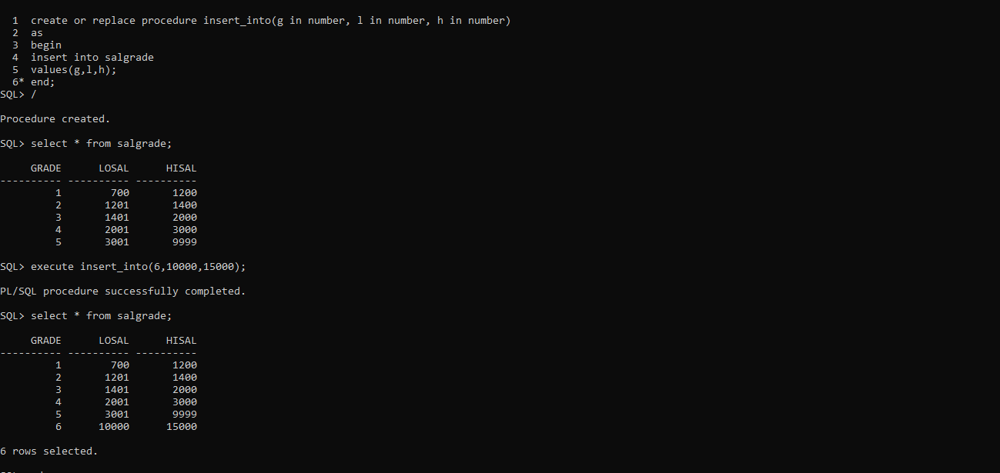 1 create or replace procedure insert_into(g in number, l in number, h in number)
2 as
3 begin
4 insert into salgrade
5 values(g,l,h);
6* end;
SQL> /
Procedure created.
SQL> select * from salgrade;
GRADE LOSAL HISAL
---------- ---------- ----------
1 700 1200
2 1201 1400
3 1401 2000
4 2001 3000
5 3001 9999
SQL> execute insert_into(6,10000,15000);
PL/SQL procedure successfully completed.
SQL> select * from salgrade;
GRADE LOSAL HISAL
---------- ---------- ----------
1 700 1200
2 1201 1400
3 1401 2000
4 2001 3000
5 3001 9999
6 10000 15000
6 rows selected.